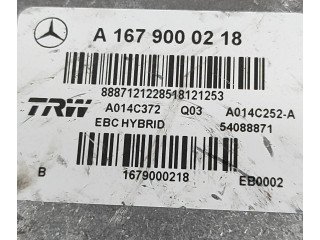 A 167 900 02 18
8887121228518121253
TRW A014C372 Q03 A014C252-A
EBC HYBRID 54088871
B 1679000218 EB0002